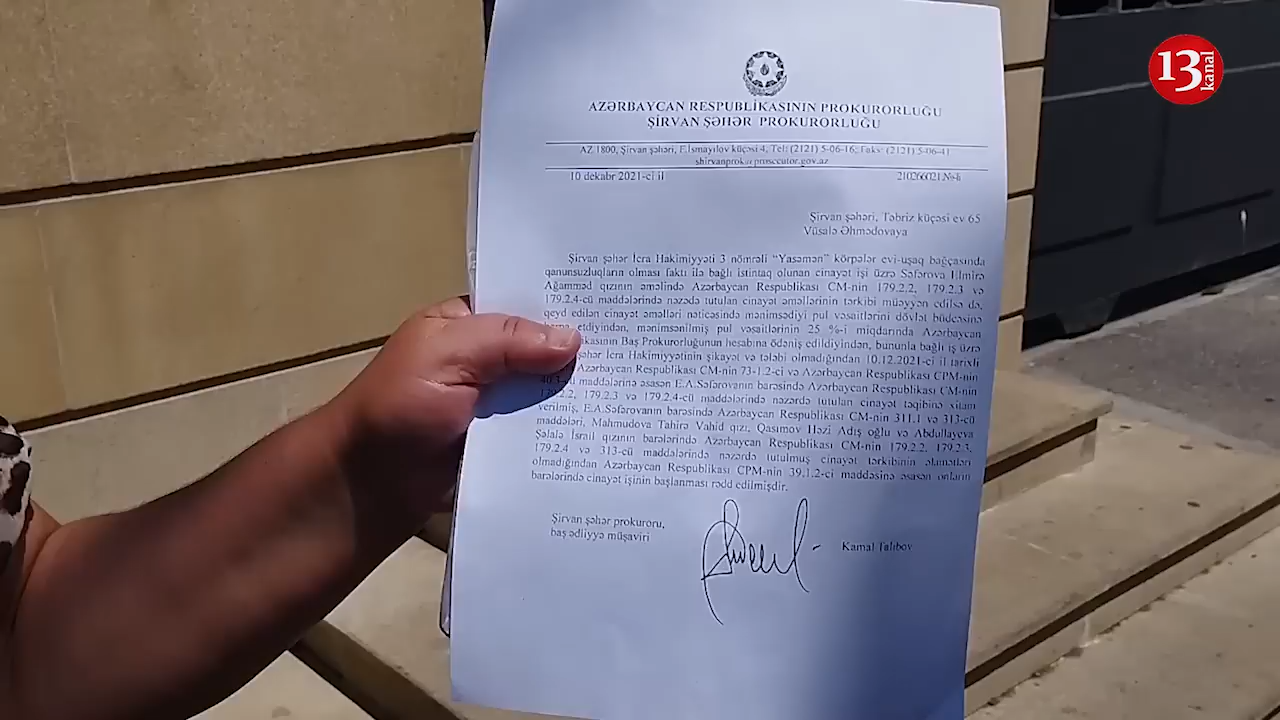 13 kanal
AZƏRBAYCAN RESPUBLİKASININ PROKURORLUĞU
ŞİRVAN ŞƏHƏR PROKURORLUĞU
AZ 1800, Şirvan şəhəri, F.İsmayılov küçəsi 4, Tel: (2121) 5-06-16; Faks: (2121) 5-06-41
10 dekabr 2021-ci il
Şirvan şəhəri, Təbriz küçəsi ev 65
Vüsalə Əhmədovaya
Şirvan şəhər İcra Hakimiyyəti 3 nömrəli “Yasəmən” körpələr evi-uşaq bağçasında
qanunsuzluqların olması faktı ilə bağlı istintaq olunan cinayət işi üzrə Səfərova Elmira
Ağaməd qızının əməlində Azərbaycan Respublikası CM-nin 179.2.2, 179.2.3 və
179.2.4-cü maddələrində nəzədə tutulan cinayət əməllərinin tərkibi müəyyən edilsə də,
qeyd edilən cinayət əməlləri nəticəsində mənimsədiyi pul vəsaitlərini dövlət büdcəsinə
etdiyindən, mənimsənilmiş pul vəsaitlərinin 25 %-i miqdarında Azərbaycan
Baş Prokurorluğunun hesabına ödəniş edildiyindən, bununla bağlı iş üzrə
şəhər İcra Hakimiyyətinin şikayət və tələbi olmadığından 10.12.2021-ci il tarixli
Azərbaycan Respublikası CM-nin 73-1.2-ci və Azərbaycan Respublikası CPM-nin
maddələrinə əsasən E.A.Səfərovanın barəsində Azərbaycan Respublikası CM-nin
179.2.2, 179.2.3 və 179.2.4-cü maddələrində nəzərdə tutulan cinayət təqibinə xitam
verilmiş, E.A.Səfərovanın barəsində Azərbaycan Respublikası CM-nin 311.1 və 313-cü
maddələri, Mahmudova Tahirə Vahid qızı, Qasımov Həzi Adış oğlu və Abdullayeva
Şəlalə İsrail qızının barələrində Azərbaycan Respublikası CM-nin 179.2.2, 179.2.3,
179.2.4 və 313-cü maddələrində nəzərdə tutulmuş cinayət tərkibinin əlamətləri
olmadığından Azərbaycan Respublikası CPM-nin 39.1.2-ci maddəsinə əsasən onların
barələrində cinayət işinin başlanması rədd edilmişdir.
Şirvan şəhər prokuroru,
baş ədliyyə müşaviri
Kamal Talıbov